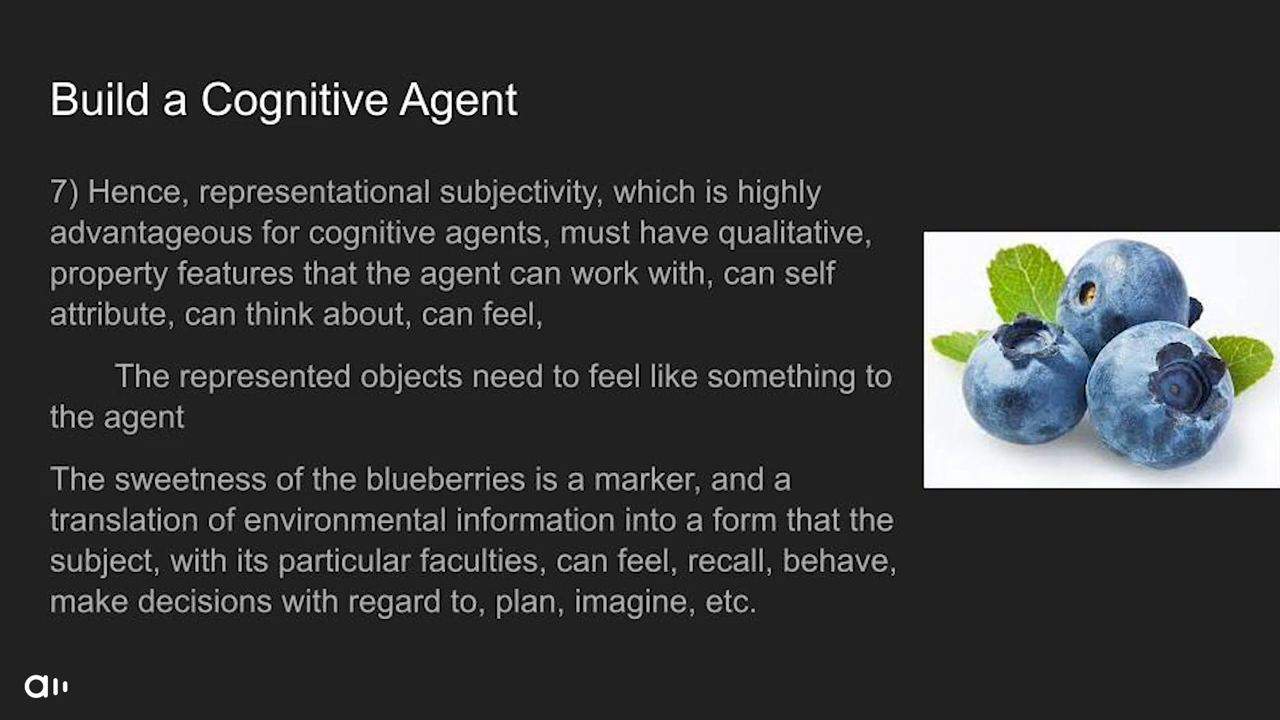 Build a Cognitive Agent
7) Hence, representational subjectivity, which is highly
advantageous for cognitive agents, must have qualitative,
property features that the agent can work with, can self
attribute, can think about, can feel,
The represented objects need to feel like something to
the agent
The sweetness of the blueberries is a marker, and a
translation of environmental information into a form that the
subject, with its particular faculties, can feel, recall, behave,
make decisions with regard to, plan, imagine, etc.